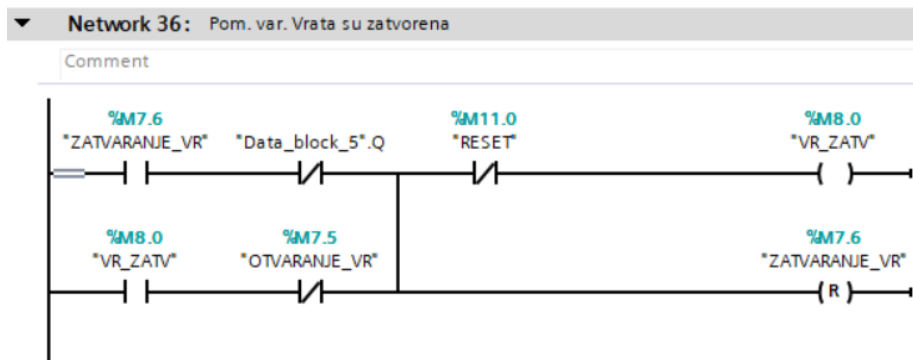 Network 36: Pom. var. Vrata su zatvorena
Comment
%M7.6 %M11.0 %M8.0
"ZATVARANJE_VR" "Data_block_5".Q "RESET" "VR_ZATV"
%M8.0 %M7.5 %M7.6
"VR_ZATV" "OTVARANJE_VR" "ZATVARANJE_VR"
R